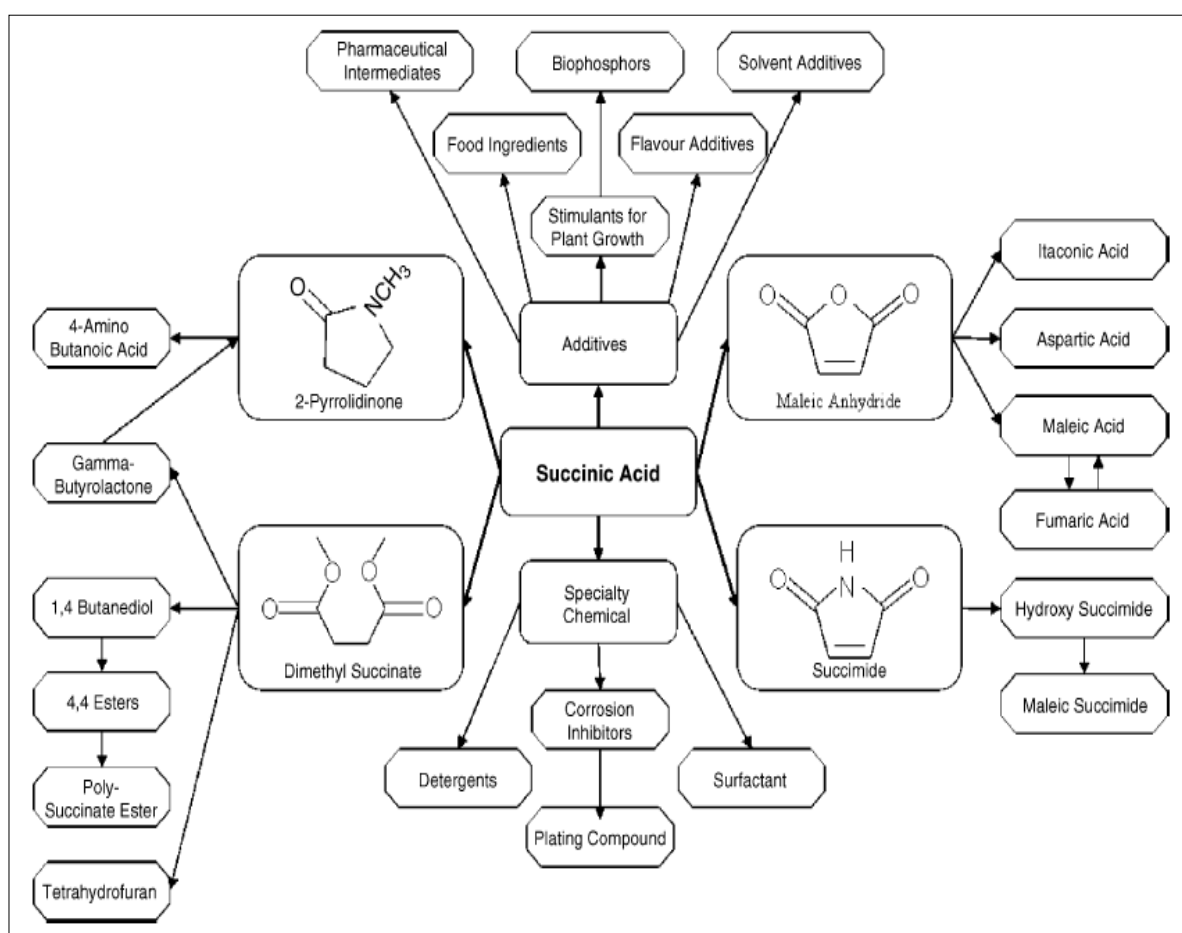 Pharmaceutical
Intermediates
Biophosphors
Solvent Additives
Food Ingredients
Flavour Additives
Stimulants for
Plant Growth
Itaconic Acid
O
NCH3
2-Pyrrolidinone
4-Amino
Butanoic Acid
Additives
O
O
O
Maleic Anhydride
Aspartic Acid
Maleic Acid
Gamma-
Butyrolactone
Succinic Acid
Fumaric Acid
O
O
O
O
Dimethyl Succinate
Specialty
Chemical
H
N
O
O
Succimide
1,4 Butanediol
Hydroxy Succimide
4,4 Esters
Maleic Succimide
Corrosion
Inhibitors
Poly-
Succinate Ester
Detergents
Surfactant
Plating Compound
Tetrahydrofuran